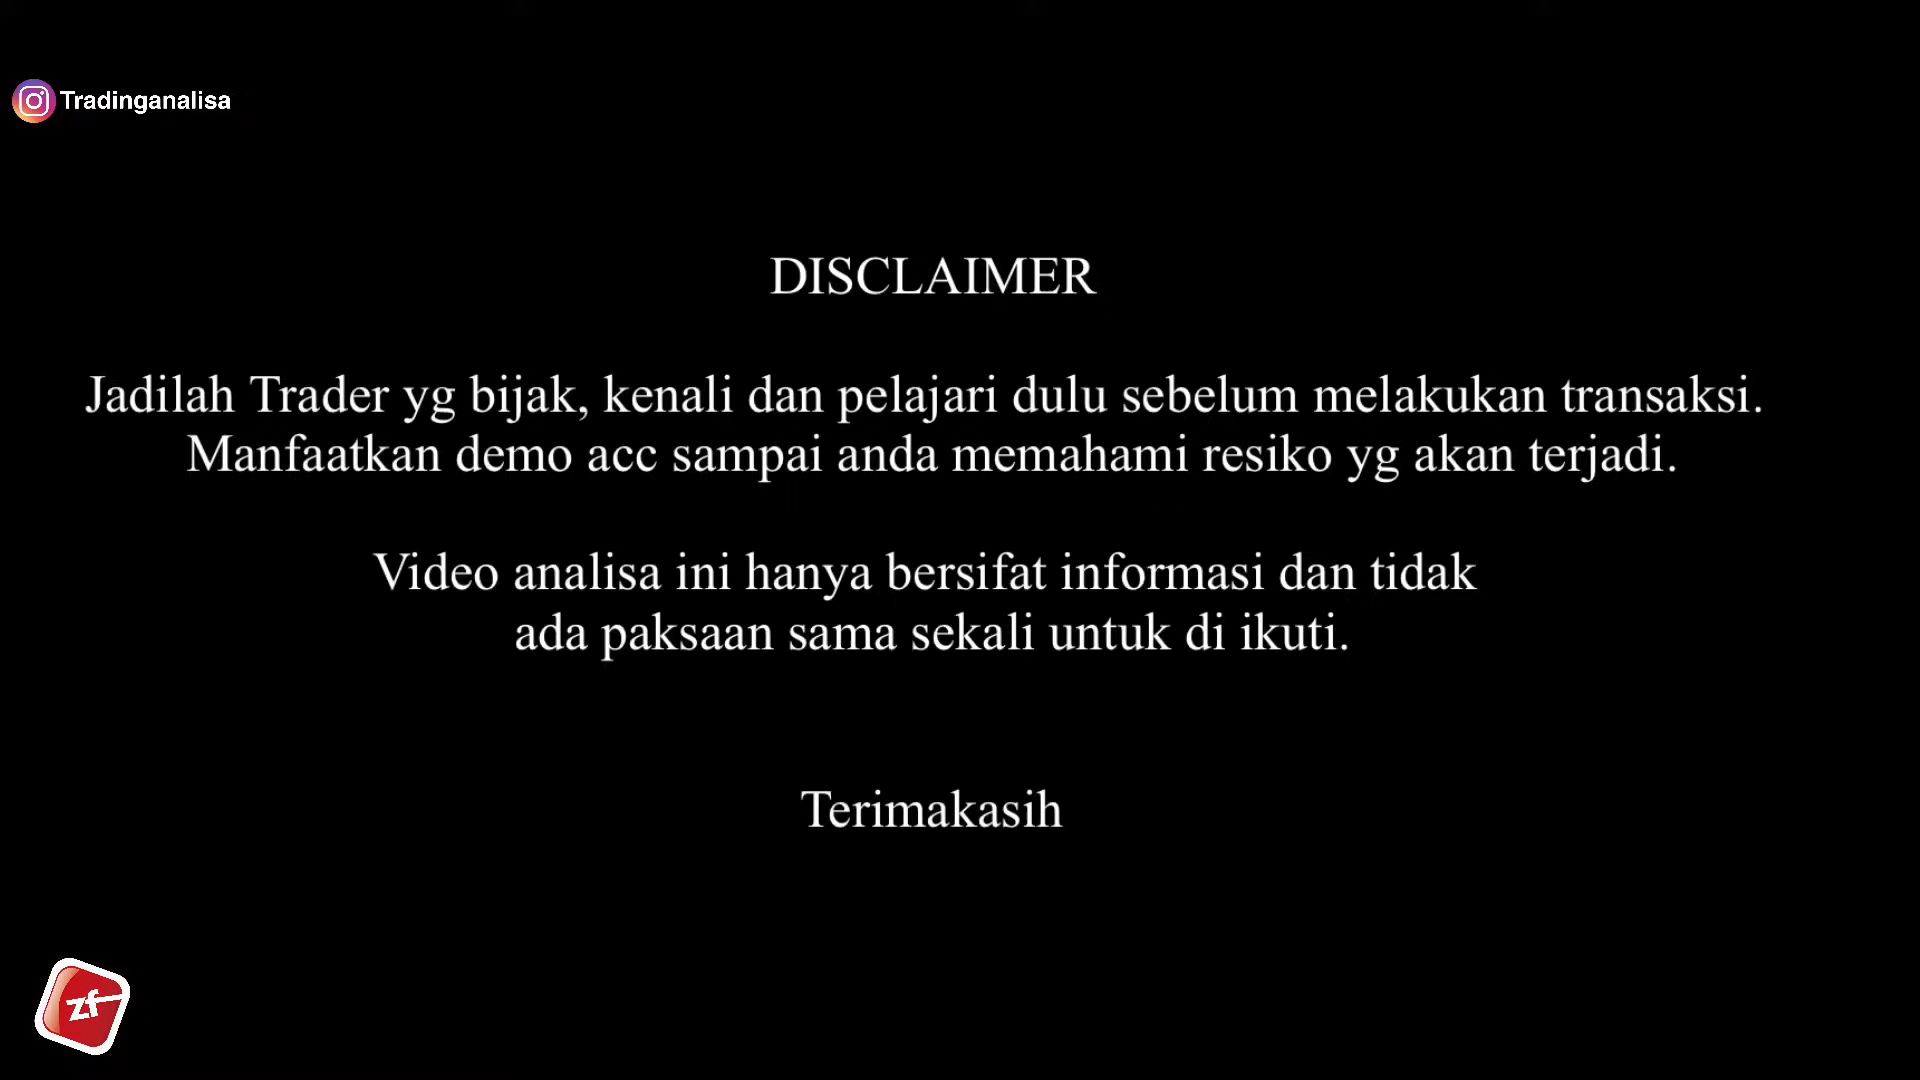 Tradinganalisa
DISCLAIMER
Jadilah Trader yg bijak, kenali dan pelajari dulu sebelum melakukan transaksi.
Manfaatkan demo acc sampai anda memahami resiko yg akan terjadi.
Video analisa ini hanya bersifat informasi dan tidak
ada paksaan sama sekali untuk di ikuti.
Terimakasih
zf